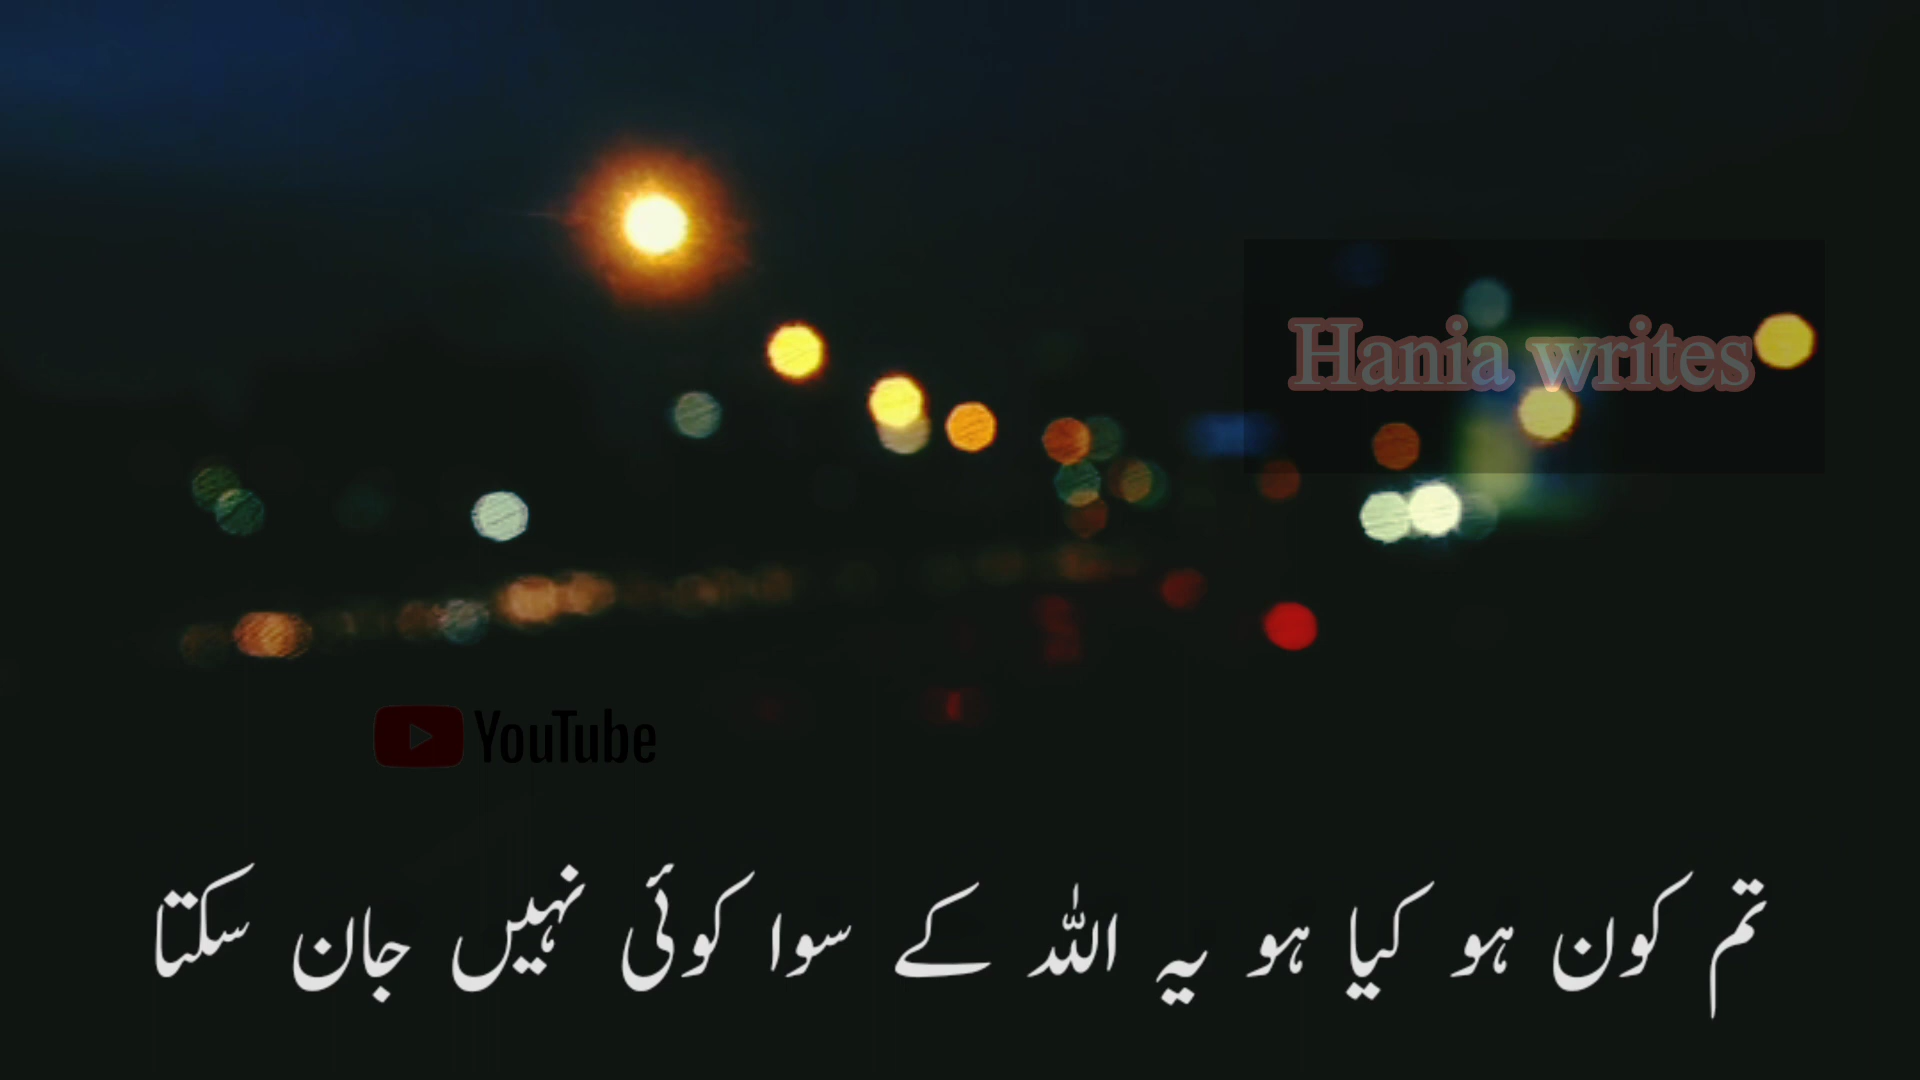 Hania writes
YouTube
تم کون ہو کیا ہو یہ اللہ کے سوا کوئی نہیں جان سکتا